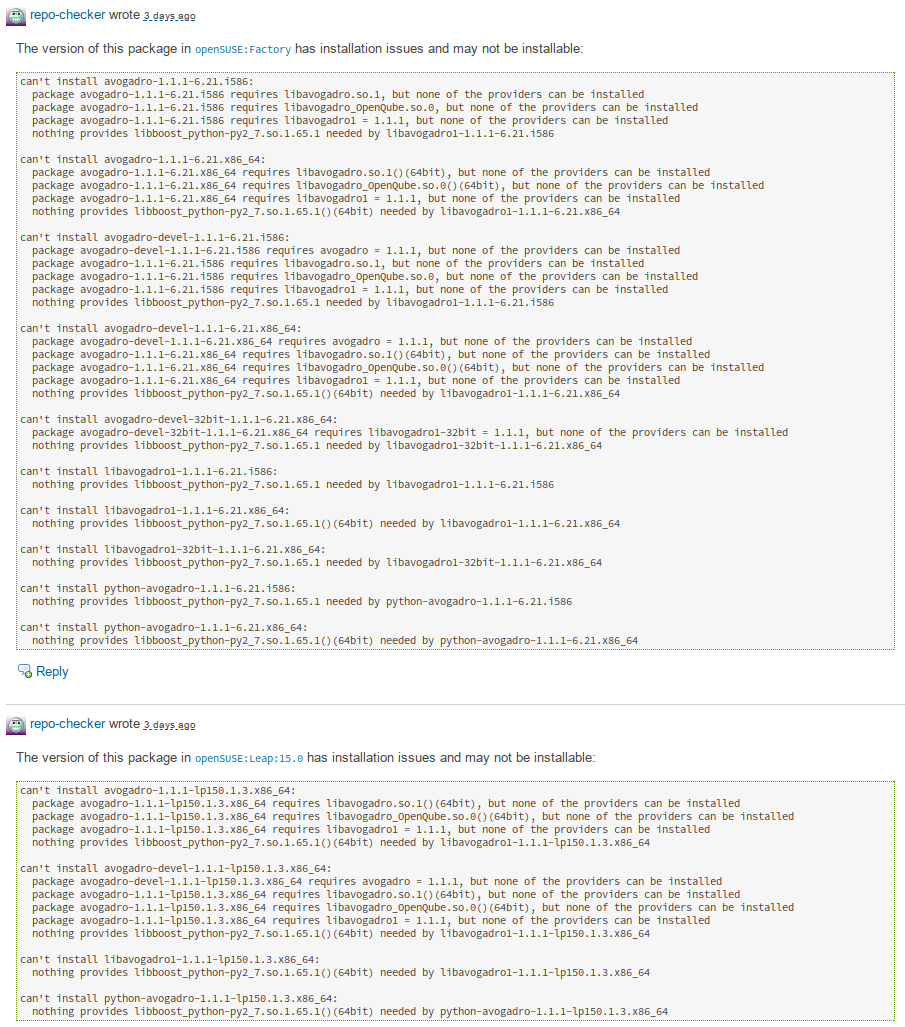 repo-checker wrote 3 days ago
The version of this package in openSUSE:Factory has installation issues and may not be installable:
can't install avogadro-1.1.1-6.21.i586:
  package avogadro-1.1.1-6.21.i586 requires libavogadro.so.1, but none of the providers can be installed
  package avogadro-1.1.1-6.21.i586 requires libavogadro_OpenQube.so.0, but none of the providers can be installed
  package avogadro-1.1.1-6.21.i586 requires libavogadro1 = 1.1.1, but none of the providers can be installed
  nothing provides libboost_python-py2_7.so.1.65.1 needed by libavogadro1-1.1.1-6.21.i586

can't install avogadro-1.1.1-6.21.x86_64:
  package avogadro-1.1.1-6.21.x86_64 requires libavogadro.so.1()(64bit), but none of the providers can be installed
  package avogadro-1.1.1-6.21.x86_64 requires libavogadro_OpenQube.so.0()(64bit), but none of the providers can be installed
  package avogadro-1.1.1-6.21.x86_64 requires libavogadro1 = 1.1.1, but none of the providers can be installed
  nothing provides libboost_python-py2_7.so.1.65.1()(64bit) needed by libavogadro1-1.1.1-6.21.x86_64

can't install avogadro-devel-1.1.1-6.21.i586:
  package avogadro-devel-1.1.1-6.21.i586 requires avogadro = 1.1.1, but none of the providers can be installed
  package avogadro-1.1.1-6.21.i586 requires libavogadro.so.1, but none of the providers can be installed
  package avogadro-1.1.1-6.21.i586 requires libavogadro_OpenQube.so.0, but none of the providers can be installed
  package avogadro-1.1.1-6.21.i586 requires libavogadro1 = 1.1.1, but none of the providers can be installed
  nothing provides libboost_python-py2_7.so.1.65.1 needed by libavogadro1-1.1.1-6.21.i586

can't install avogadro-devel-1.1.1-6.21.x86_64:
  package avogadro-devel-1.1.1-6.21.x86_64 requires avogadro = 1.1.1, but none of the providers can be installed
  package avogadro-1.1.1-6.21.x86_64 requires libavogadro.so.1()(64bit), but none of the providers can be installed
  package avogadro-1.1.1-6.21.x86_64 requires libavogadro_OpenQube.so.0()(64bit), but none of the providers can be installed
  package avogadro-1.1.1-6.21.x86_64 requires libavogadro1 = 1.1.1, but none of the providers can be installed
  nothing provides libboost_python-py2_7.so.1.65.1()(64bit) needed by libavogadro1-1.1.1-6.21.x86_64

can't install avogadro-devel-32bit-1.1.1-6.21.x86_64:
  package avogadro-devel-32bit-1.1.1-6.21.x86_64 requires libavogadro1-32bit = 1.1.1, but none of the providers can be installed
  nothing provides libboost_python-py2_7.so.1.65.1 needed by libavogadro1-32bit-1.1.1-6.21.x86_64

can't install libavogadro1-1.1.1-6.21.i586:
  nothing provides libboost_python-py2_7.so.1.65.1 needed by libavogadro1-1.1.1-6.21.i586

can't install libavogadro1-1.1.1-6.21.x86_64:
  nothing provides libboost_python-py2_7.so.1.65.1()(64bit) needed by libavogadro1-1.1.1-6.21.x86_64

can't install libavogadro1-32bit-1.1.1-6.21.x86_64:
  nothing provides libboost_python-py2_7.so.1.65.1 needed by libavogadro1-32bit-1.1.1-6.21.x86_64

can't install python-avogadro-1.1.1-6.21.i586:
  nothing provides libboost_python-py2_7.so.1.65.1 needed by python-avogadro-1.1.1-6.21.i586

can't install python-avogadro-1.1.1-6.21.x86_64:
  nothing provides libboost_python-py2_7.so.1.65.1()(64bit) needed by python-avogadro-1.1.1-6.21.x86_64
Reply
repo-checker wrote 3 days ago
The version of this package in openSUSE:Leap:15.0 has installation issues and may not be installable:
can't install avogadro-1.1.1-lp150.1.3.x86_64:
  package avogadro-1.1.1-lp150.1.3.x86_64 requires libavogadro.so.1()(64bit), but none of the providers can be installed
  package avogadro-1.1.1-lp150.1.3.x86_64 requires libavogadro_OpenQube.so.0()(64bit), but none of the providers can be installed
  package avogadro-1.1.1-lp150.1.3.x86_64 requires libavogadro1 = 1.1.1, but none of the providers can be installed
  nothing provides libboost_python-py2_7.so.1.65.1()(64bit) needed by libavogadro1-1.1.1-lp150.1.3.x86_64

can't install avogadro-devel-1.1.1-lp150.1.3.x86_64:
  package avogadro-devel-1.1.1-lp150.1.3.x86_64 requires avogadro = 1.1.1, but none of the providers can be installed
  package avogadro-1.1.1-lp150.1.3.x86_64 requires libavogadro.so.1()(64bit), but none of the providers can be installed
  package avogadro-1.1.1-lp150.1.3.x86_64 requires libavogadro_OpenQube.so.0()(64bit), but none of the providers can be installed
  package avogadro-1.1.1-lp150.1.3.x86_64 requires libavogadro1 = 1.1.1, but none of the providers can be installed
  nothing provides libboost_python-py2_7.so.1.65.1()(64bit) needed by libavogadro1-1.1.1-lp150.1.3.x86_64

can't install libavogadro1-1.1.1-lp150.1.3.x86_64:
  nothing provides libboost_python-py2_7.so.1.65.1()(64bit) needed by libavogadro1-1.1.1-lp150.1.3.x86_64

can't install python-avogadro-1.1.1-lp150.1.3.x86_64:
  nothing provides libboost_python-py2_7.so.1.65.1()(64bit) needed by python-avogadro-1.1.1-lp150.1.3.x86_64